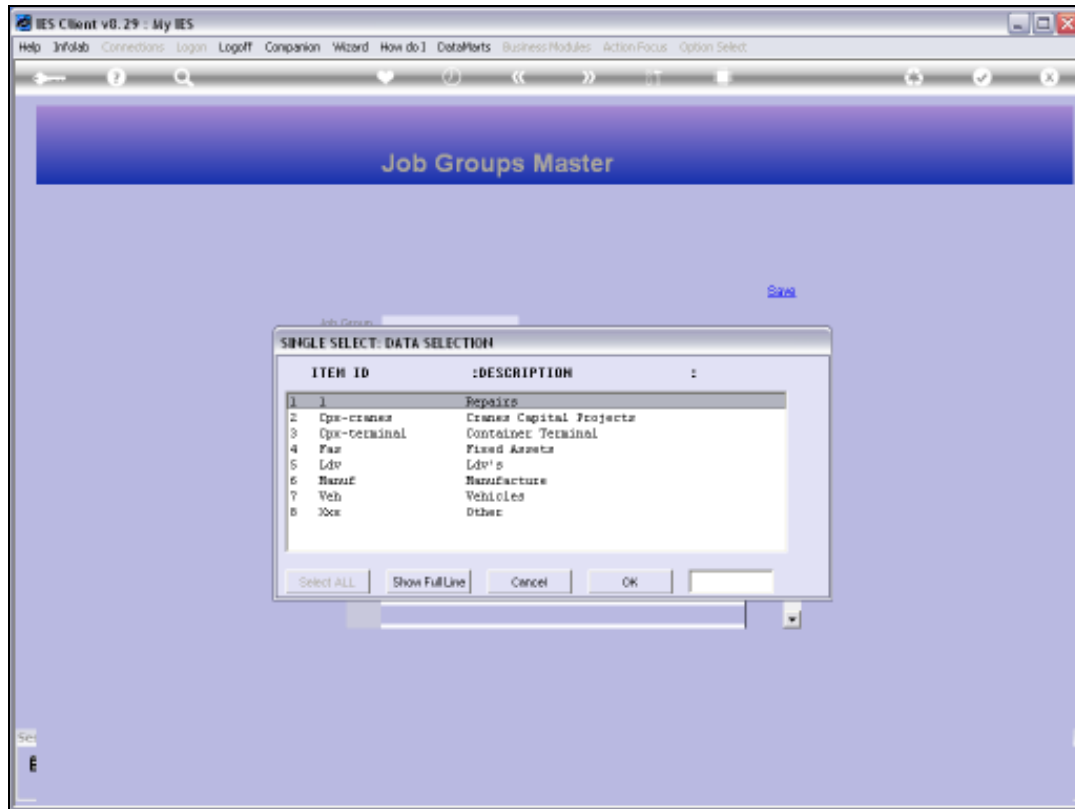 IES Client v8.29 : My IES
Help Infolab Connections Logon Logoff Companion Wizard How do I DataMarts Business Modules Action Focus Option Select
Job Groups Master
Save
Job Group
SINGLE SELECT: DATA SELECTION
ITEM ID :DESCRIPTION :
1 1 Repairs
2 Cpx-cranes Cranes Capital Projects
3 Cpx-terminal Container Terminal
4 Fas Fixed Assets
5 Ldv Ldv's
6 Manuf Manufacture
7 Veh Vehicles
8 Xxx Other
Select ALL Show Full Line Cancel OK